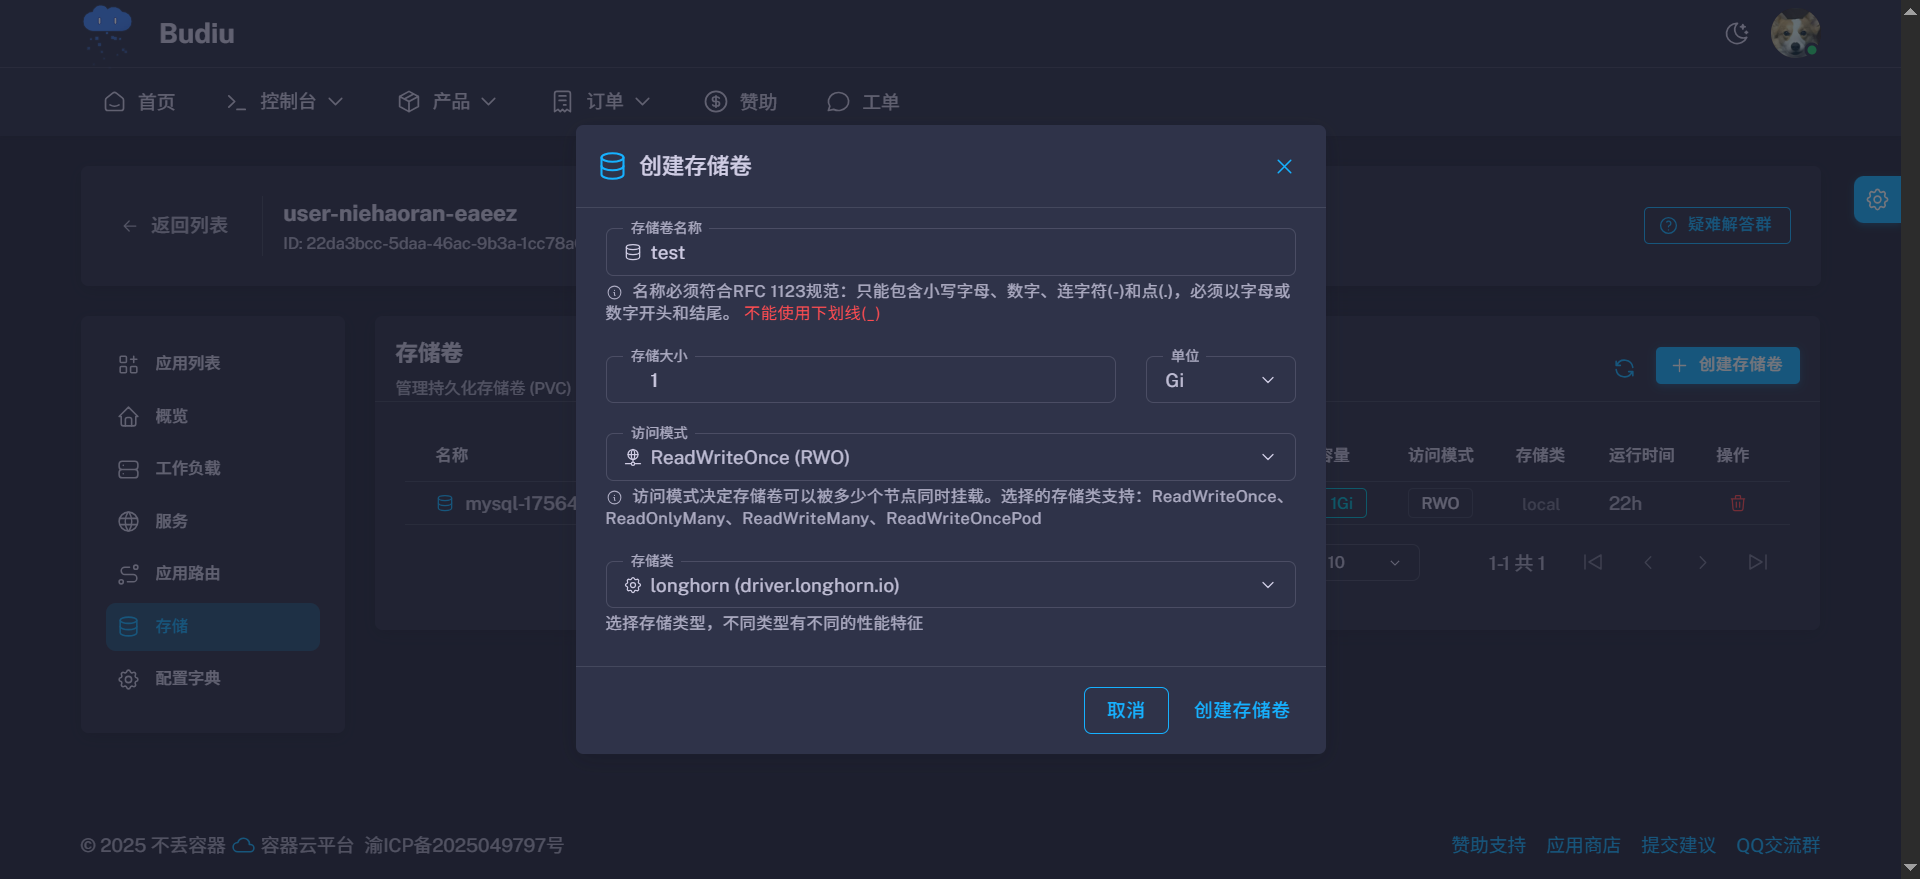 Budiu
首页
控制台
产品
订单
赞助
工单
返回列表
user-niehaoran-eaeez
ID: 22da3bcc-5daa-46ac-9b3a-1cc78a
疑难解答群
应用列表
概览
工作负载
服务
应用路由
存储
配置字典
存储卷
管理持久化存储卷 (PVC)
创建存储卷
名称
容量
访问模式
存储类
运行时间
操作
mysql-17564
1Gi
RWO
local
22h
10
1-1 共 1
创建存储卷
存储卷名称
test
名称必须符合RFC 1123规范：只能包含小写字母、数字、连字符(-)和点(.)，必须以字母或
数字开头和结尾。 不能使用下划线(_)
存储大小
1
单位
Gi
访问模式
ReadWriteOnce (RWO)
访问模式决定存储卷可以被多少个节点同时挂载。选择的存储类支持：ReadWriteOnce、
ReadOnlyMany、ReadWriteMany、ReadWriteOncePod
存储类
longhorn (driver.longhorn.io)
选择存储类型，不同类型有不同的性能特征
取消
创建存储卷
© 2025 不丢容器 容器云平台 渝ICP备2025049797号
赞助支持
应用商店
提交建议
QQ交流群